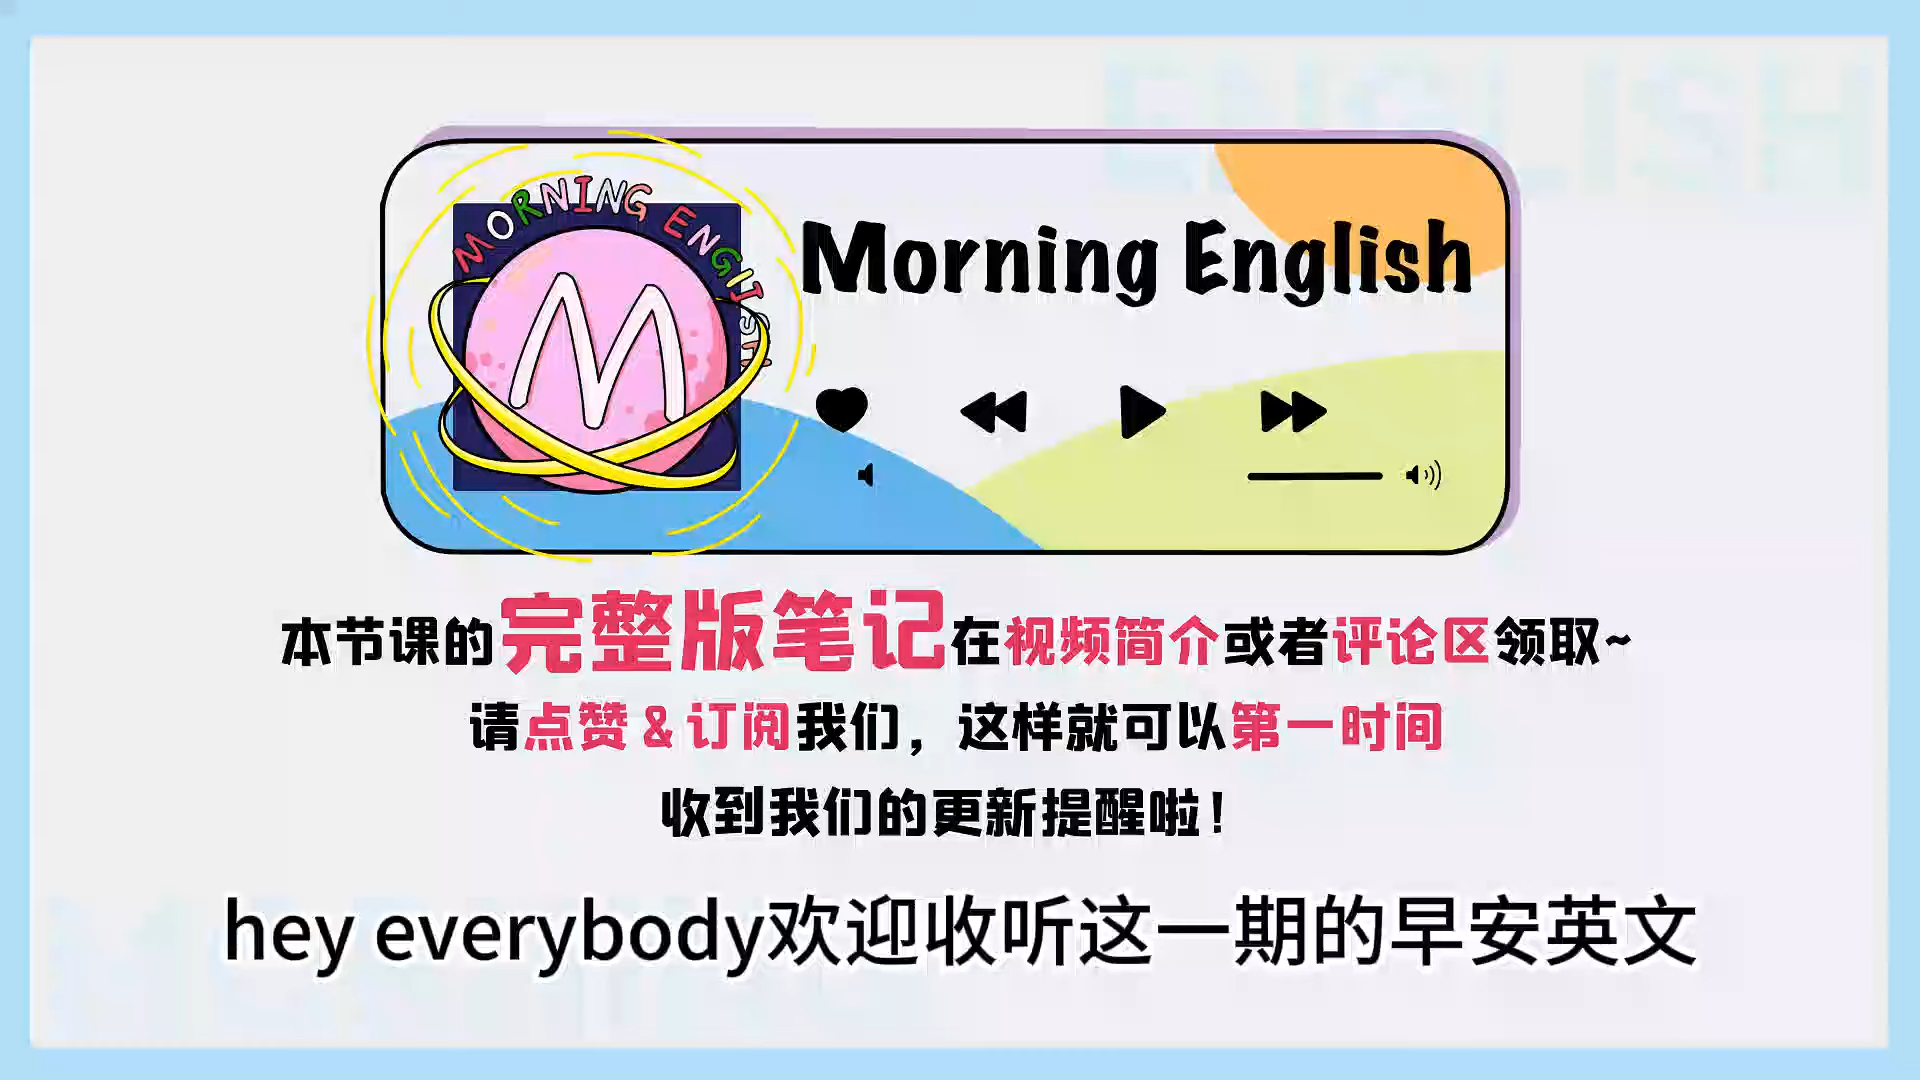 ENGLISH
MORNING ENGLISH
M
Morning English
本节课的完整版笔记在视频简介或者评论区领取~
请点赞&订阅我们，这样就可以第一时间
收到我们的更新提醒啦！
hey everybody欢迎收听这一期的早安英文